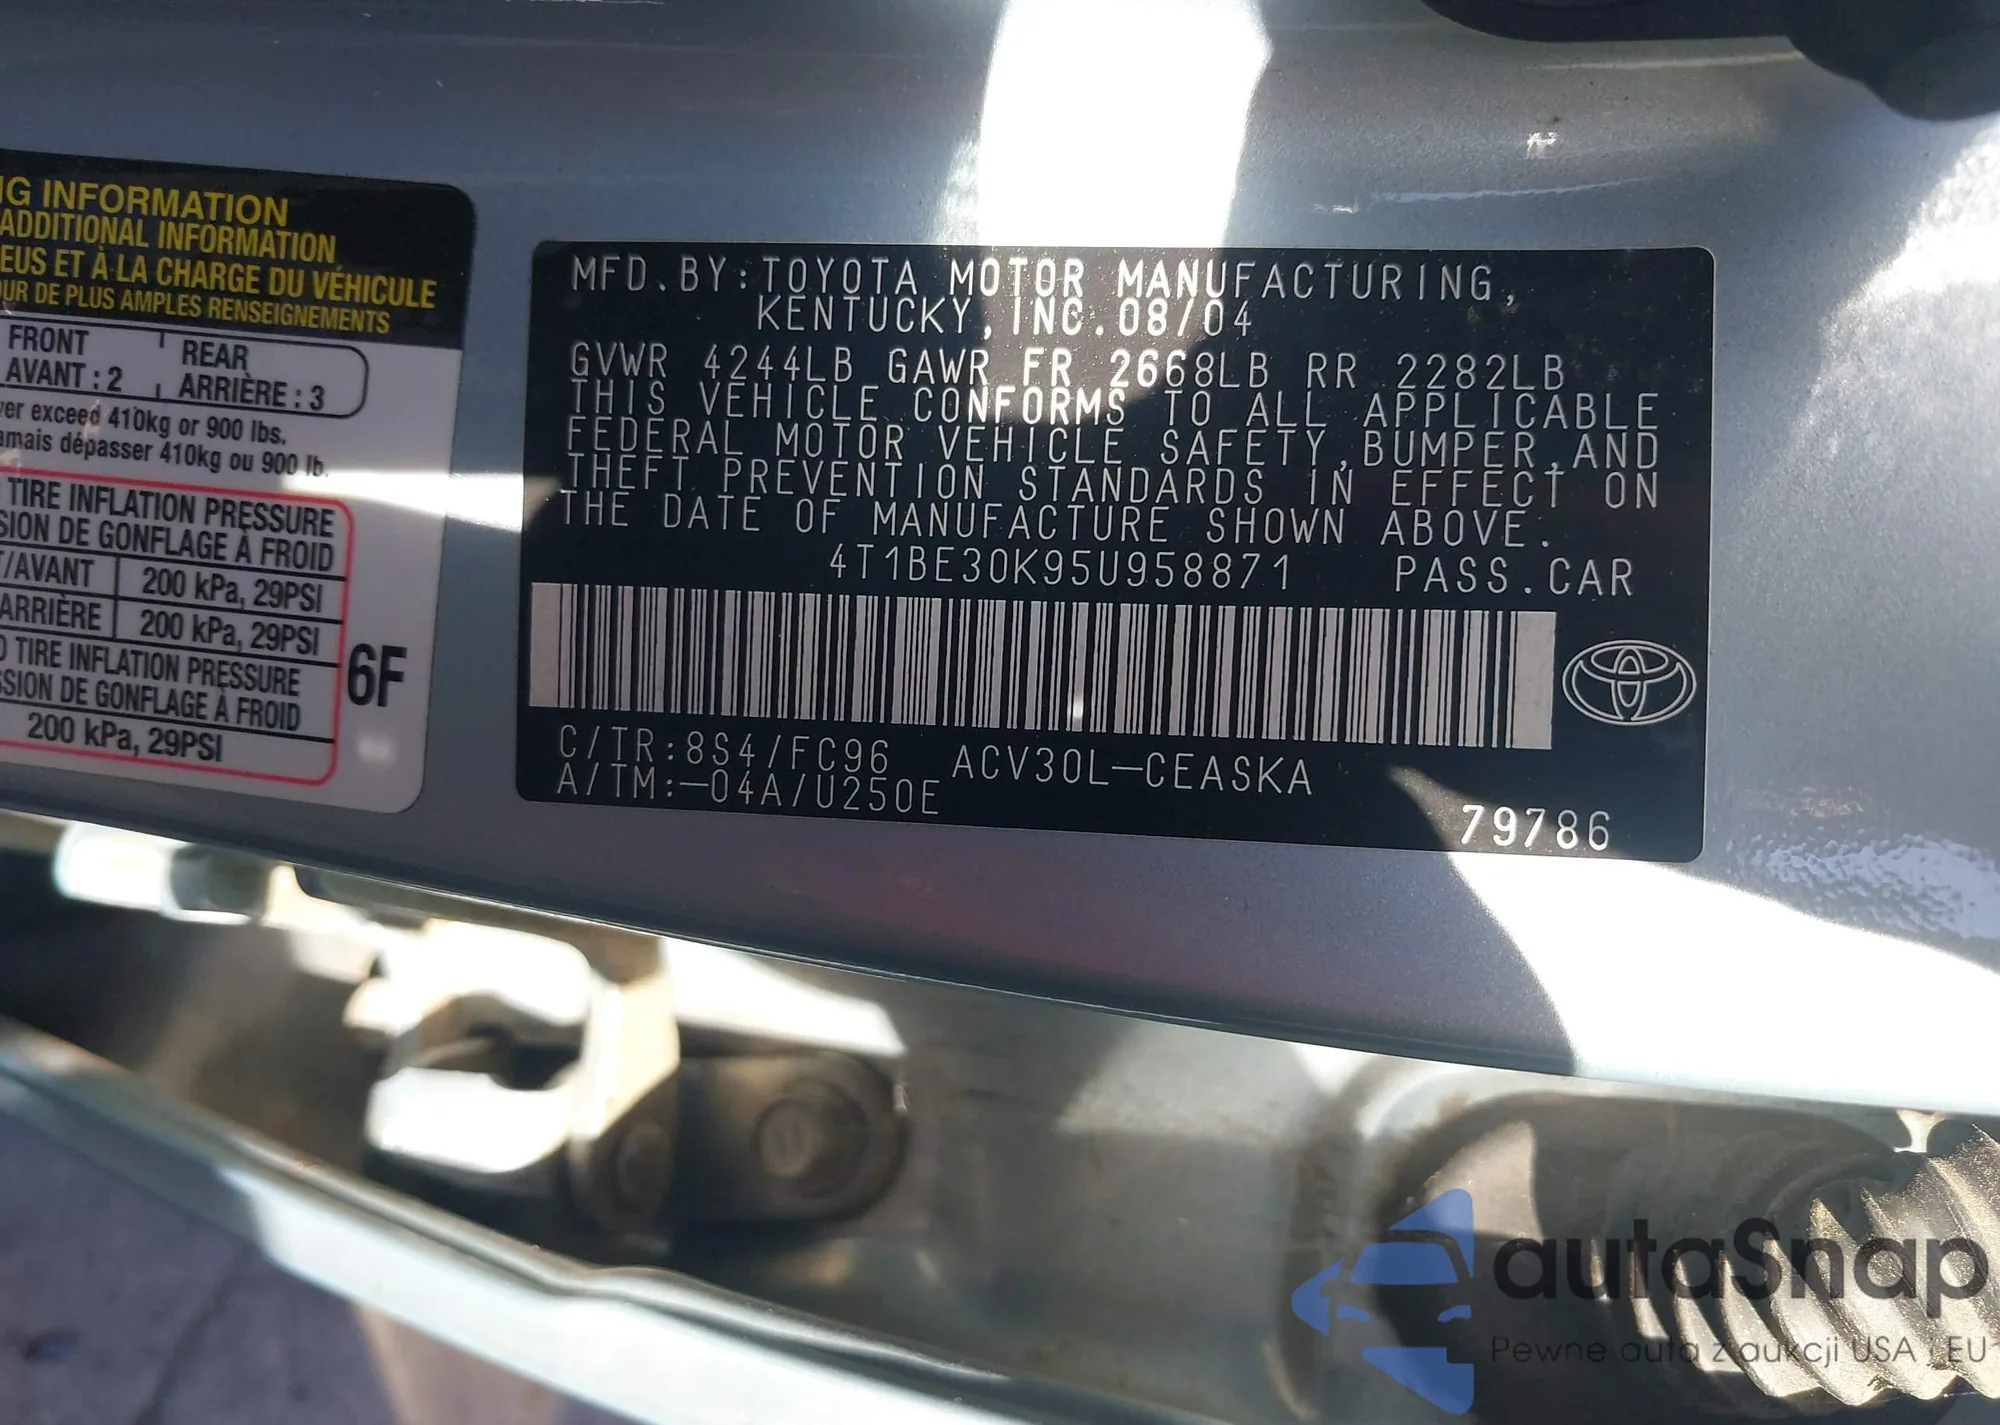 NG INFORMATION
ADDITIONAL INFORMATION
EUS ET À LA CHARGE DU VÉHICULE
OUR DE PLUS AMPLES RENSEIGNEMENTS
FRONT REAR
AVANT : 2 ARRIÈRE : 3
ver exceed 410kg or 900 lbs.
amais dépasser 410kg ou 900 lb.
TIRE INFLATION PRESSURE
SION DE GONFLAGE À FROID
T/AVANT 200 kPa, 29PSI
ARRIÈRE 200 kPa, 29PSI
TIRE INFLATION PRESSURE
SSION DE GONFLAGE À FROID
200 kPa, 29PSI
6F
MFD.BY:TOYOTA MOTOR MANUFACTURING,
KENTUCKY,INC.08/04
GVWR 4244LB GAWR FR 2668LB RR 2282LB
THIS VEHICLE CONFORMS TO ALL APPLICABLE
FEDERAL MOTOR VEHICLE SAFETY,BUMPER,AND
THEFT PREVENTION STANDARDS IN EFFECT ON
THE DATE OF MANUFACTURE SHOWN ABOVE.
4T1BE30K95U958871 PASS.CAR
C/TR:8S4/FC96 ACV30L-CEASKA
A/TM:-04A/U250E
79786
autaSnap
Pewne auta z aukcji USA i EU